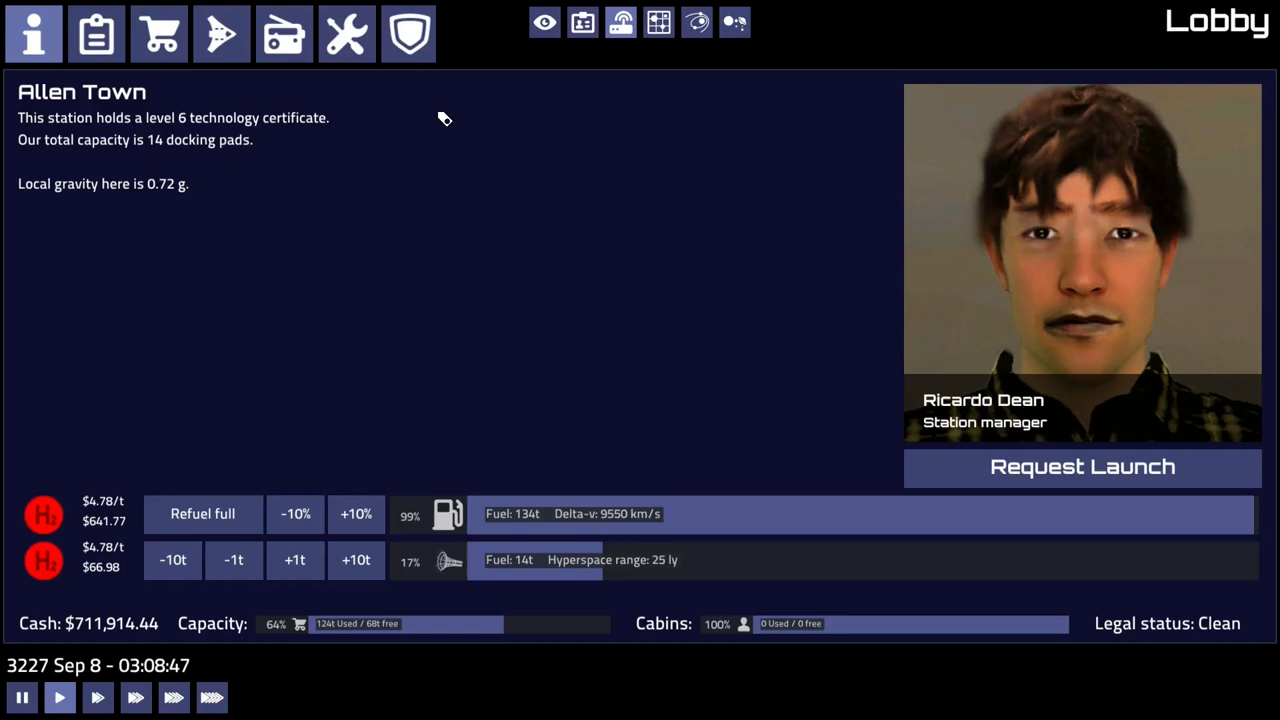 Lobby
Allen Town
This station holds a level 6 technology certificate.
Our total capacity is 14 docking pads.
Local gravity here is 0.72 g.
Ricardo Dean
Station manager
Request Launch
H₂
$4.78/t
$641.77
Refuel full
-10%
+10%
99%
Fuel: 134t Delta-v: 9550 km/s
H₂
$4.78/t
$66.98
-10t
-1t
+1t
+10t
17%
Fuel: 14t Hyperspace range: 25 ly
Cash: $711,914.44
Capacity:
64%
124t Used / 68t free
Cabins:
100%
0 Used / 0 free
Legal status: Clean
3227 Sep 8 - 03:08:47